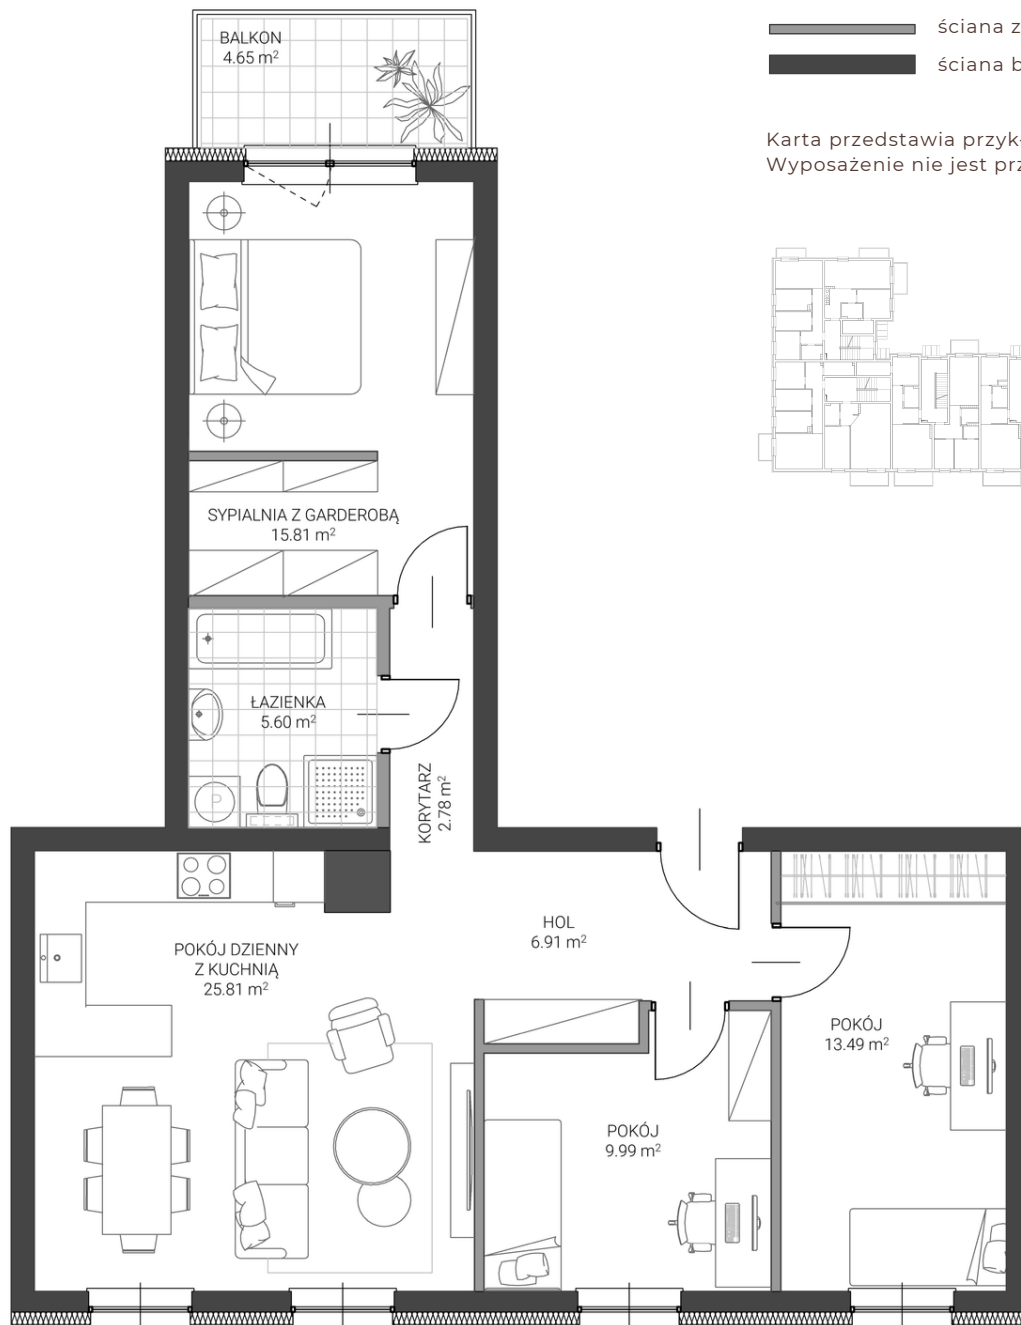 BALKON
4.65 m²
ściana
ściana
Karta przedstawia
Wyposażenie nie jest
SYPIALNIA Z GARDEROBĄ
15.81 m²
ŁAZIENKA
5.60 m²
KORYTARZ
2.78 m²
HOL
6.91 m²
POKÓJ DZIENNY
Z KUCHNIĄ
25.81 m²
POKÓJ
13.49 m²
POKÓJ
9.99 m²